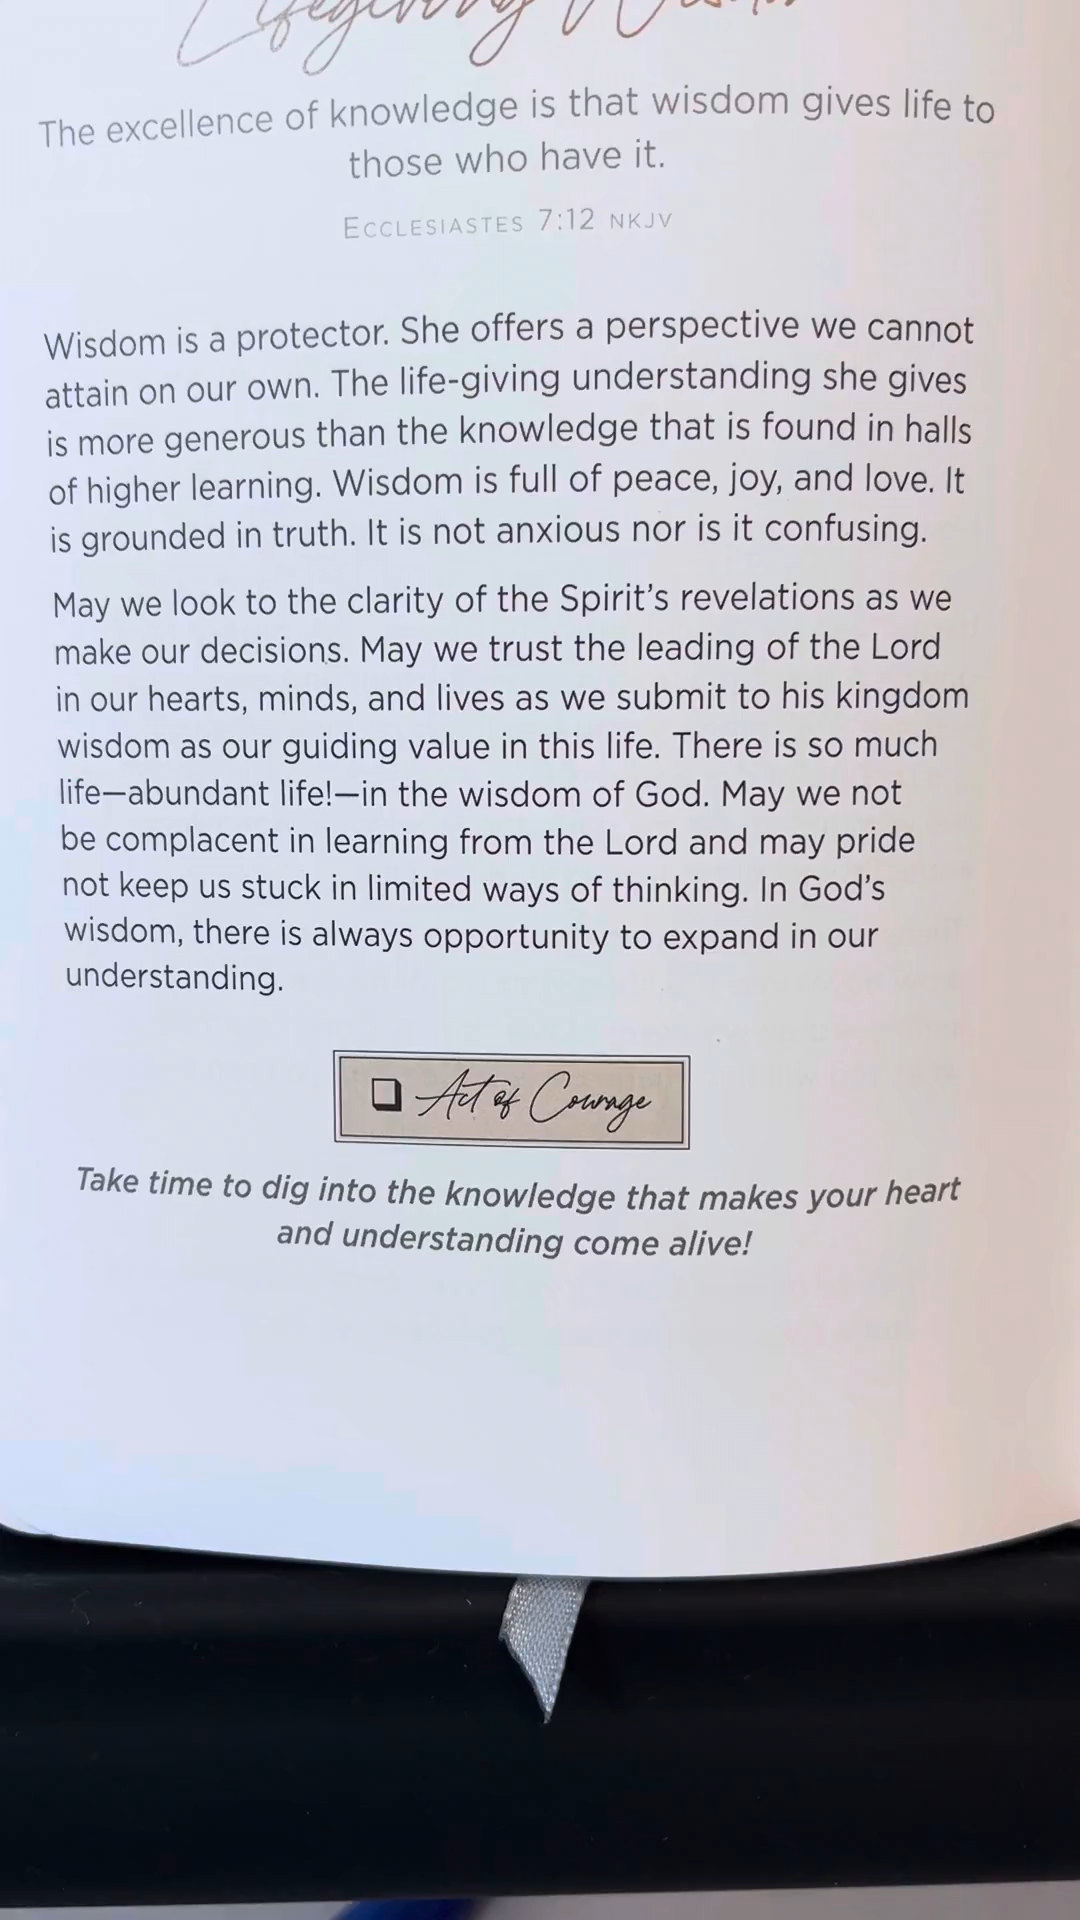 Lifegiving Wisdom
The excellence of knowledge is that wisdom gives life to
those who have it.
Ecclesiastes 7:12 NKJV
Wisdom is a protector. She offers a perspective we cannot
attain on our own. The life-giving understanding she gives
is more generous than the knowledge that is found in halls
of higher learning. Wisdom is full of peace, joy, and love. It
is grounded in truth. It is not anxious nor is it confusing.
May we look to the clarity of the Spirit's revelations as we
make our decisions. May we trust the leading of the Lord
in our hearts, minds, and lives as we submit to his kingdom
wisdom as our guiding value in this life. There is so much
life—abundant life!—in the wisdom of God. May we not
be complacent in learning from the Lord and may pride
not keep us stuck in limited ways of thinking. In God's
wisdom, there is always opportunity to expand in our
understanding.
Act of Courage
Take time to dig into the knowledge that makes your heart
and understanding come alive!